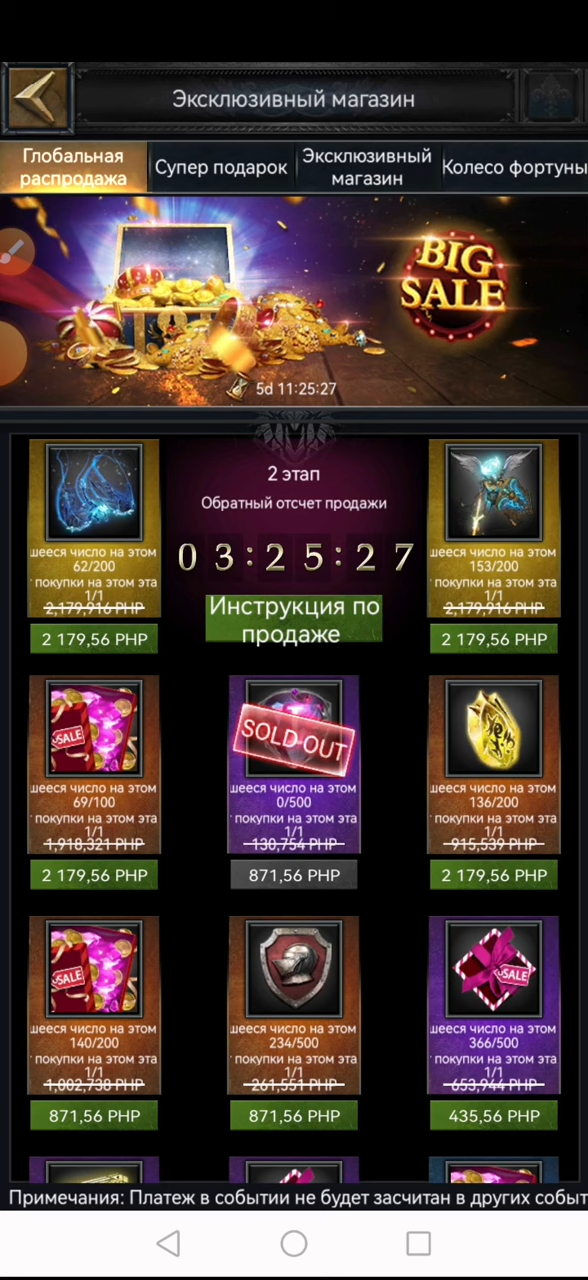 Эксклюзивный магазин
Глобальная
распродажа
Супер подарок
Эксклюзивный
магазин
Колесо фортуны
BIG
SALE
5d 11:25:27
2 этап
Обратный отсчет продажи
03:25:27
Инструкция по
продаже
шееся число на этом
62/200
покупки на этом эта
1/1
2,179,916 PHP
2 179,56 PHP
шееся число на этом
153/200
покупки на этом эта
1/1
2,179,916 PHP
2 179,56 PHP
SALE
шееся число на этом
69/100
покупки на этом эта
1/1
1,918,321 PHP
2 179,56 PHP
SOLD-OUT
шееся число на этом
0/500
покупки на этом эта
1/1
130,754 PHP
871,56 PHP
шееся число на этом
136/200
покупки на этом эта
1/1
915,539 PHP
2 179,56 PHP
SALE
шееся число на этом
140/200
покупки на этом эта
1/1
1,002,738 PHP
871,56 PHP
шееся число на этом
234/500
покупки на этом эта
1/1
261,551 PHP
871,56 PHP
SALE
шееся число на этом
366/500
покупки на этом эта
1/1
653,944 PHP
435,56 PHP
Примечания: Платеж в событии не будет засчитан в других событ